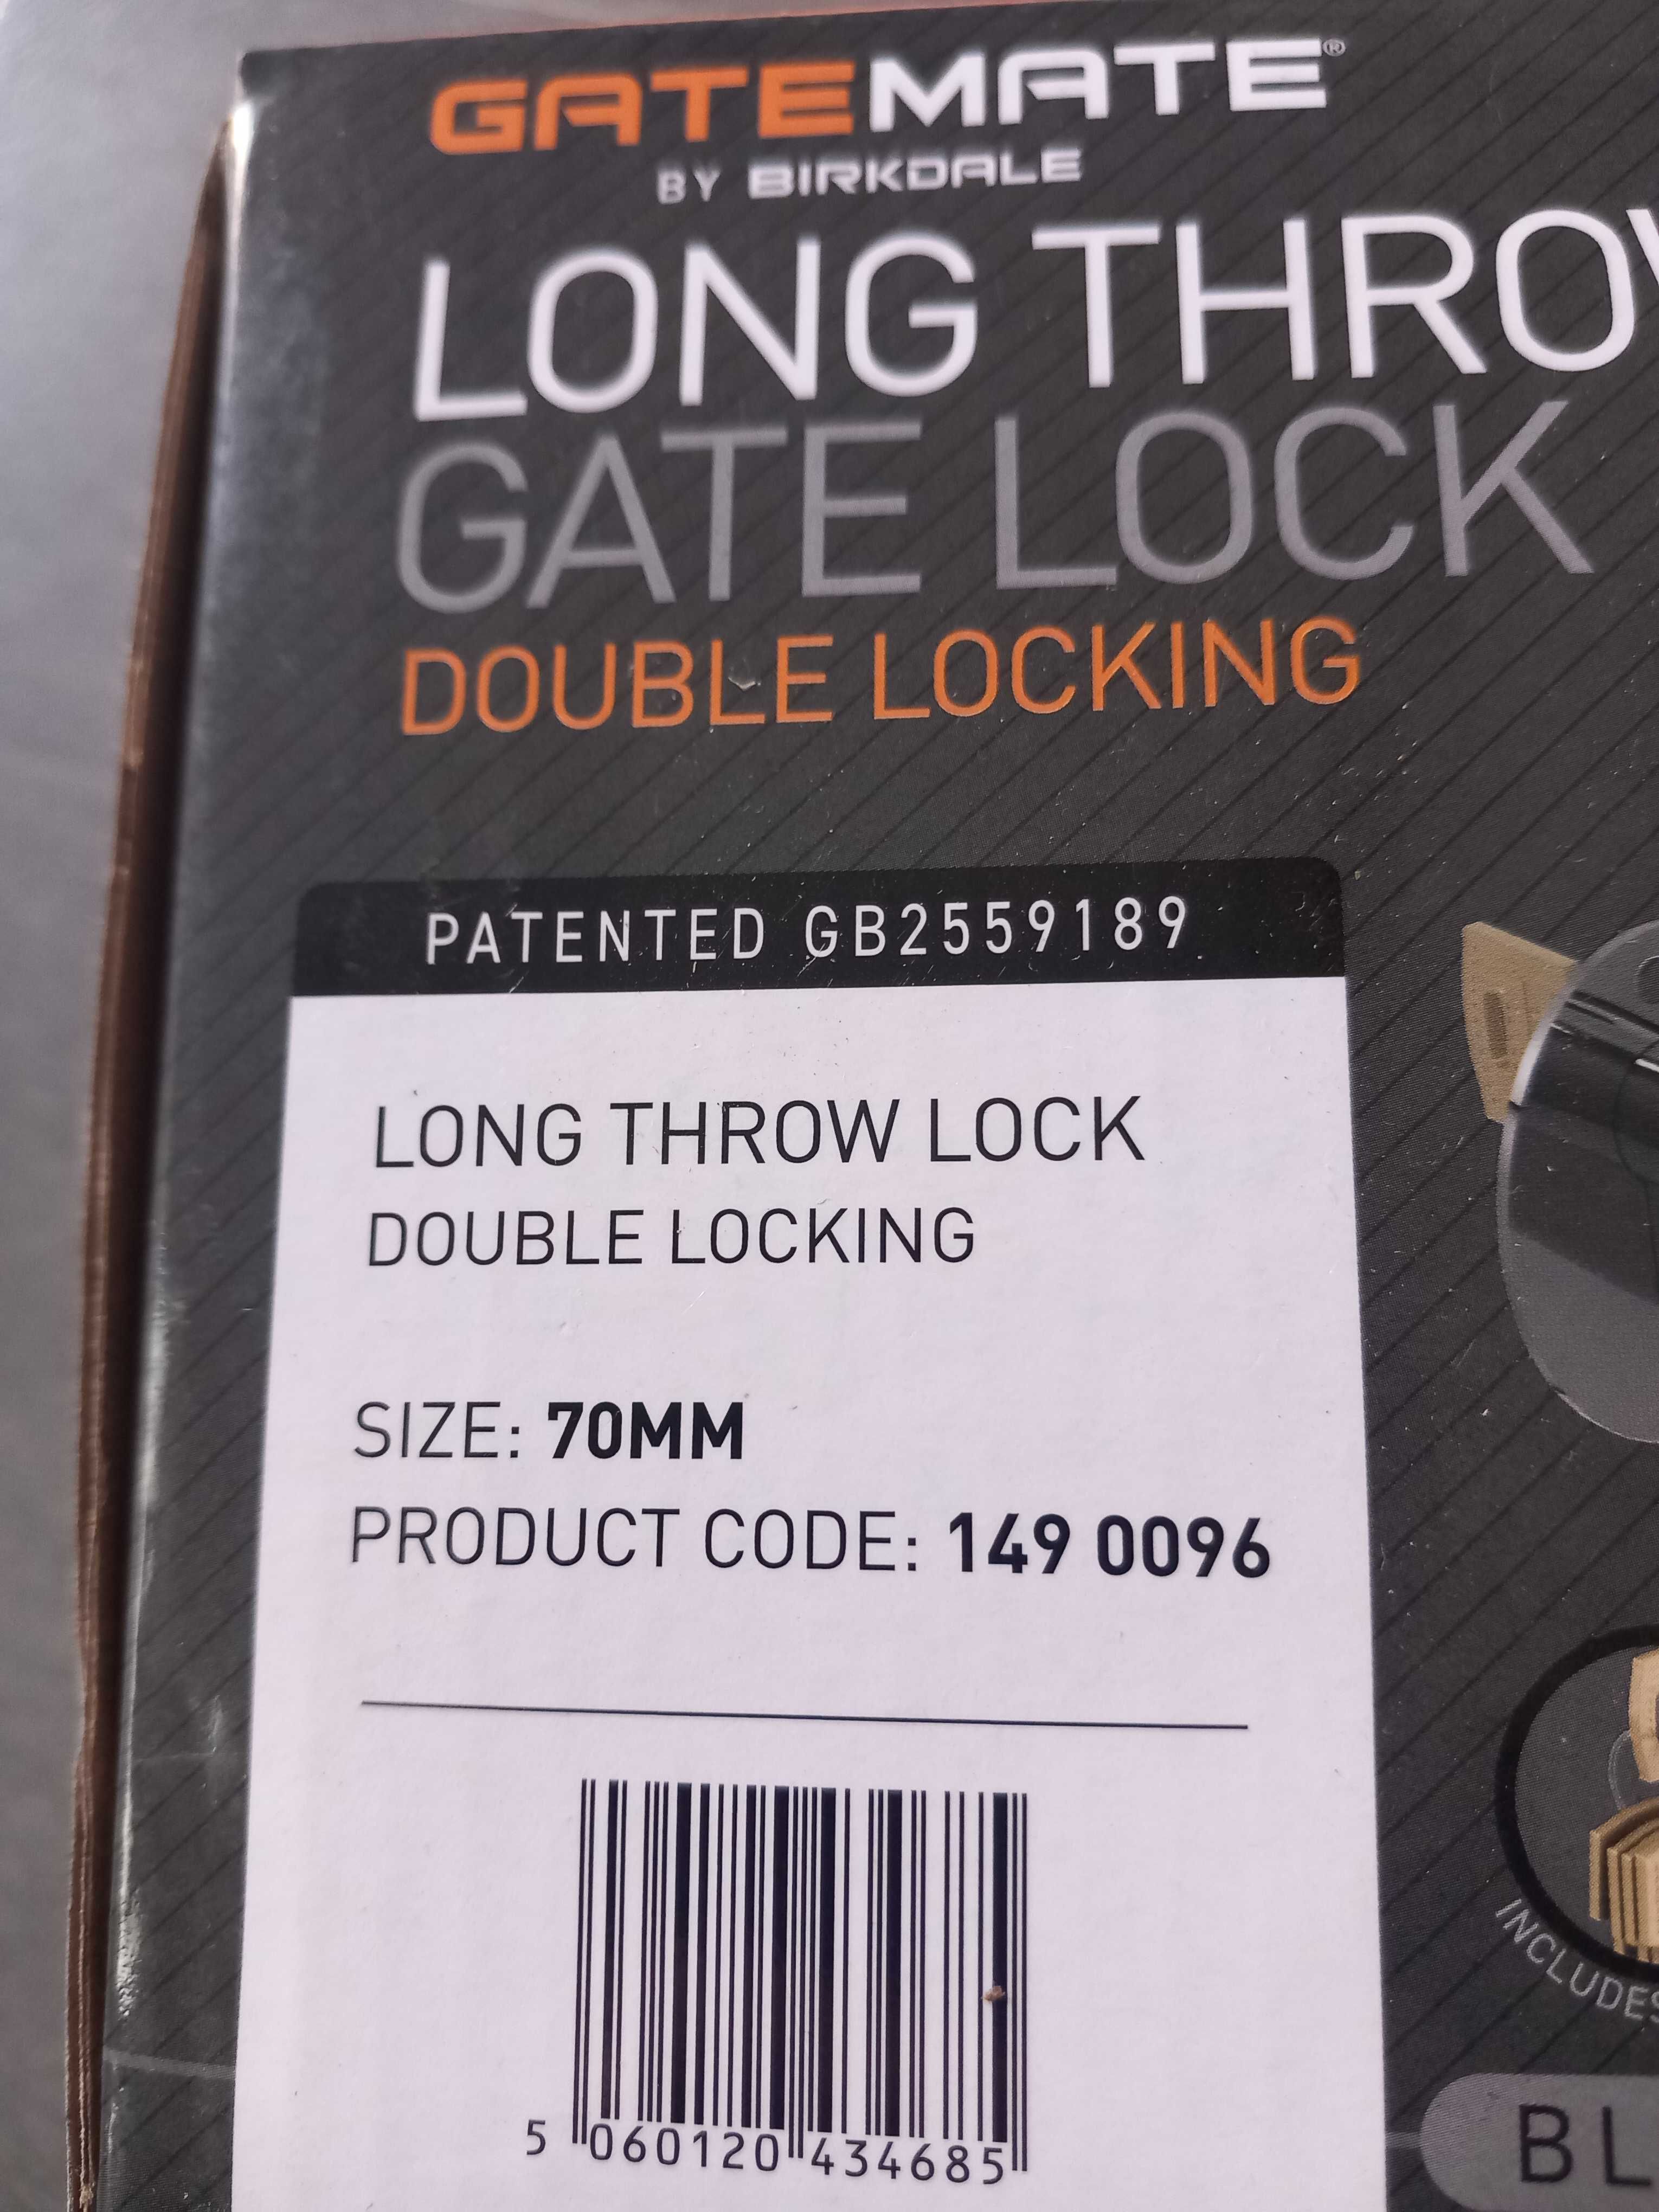 GATEMATE®
BY BIRKDALE
LONG THROW
GATE LOCK
DOUBLE LOCKING
PATENTED GB2559189
LONG THROW LOCK
DOUBLE LOCKING
SIZE: 70MM
PRODUCT CODE: 149 0096
INCLUDES
5 060120 434685
BL